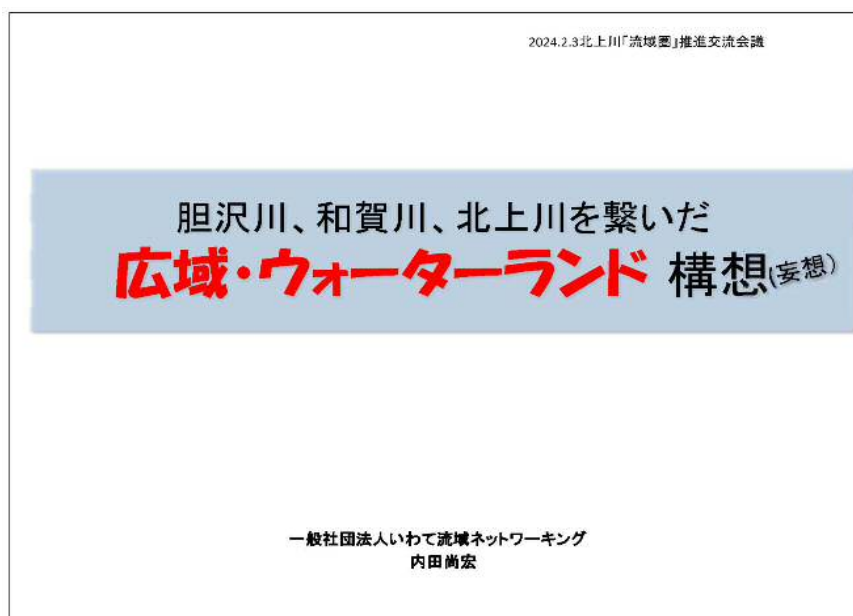 2024.2.3北上川「流域圏」推進交流会議
胆沢川、和賀川、北上川を繋いだ
広域・ウォーターランド 構想(妄想)
一般社団法人いわて流域ネットワーキング
内田尚宏